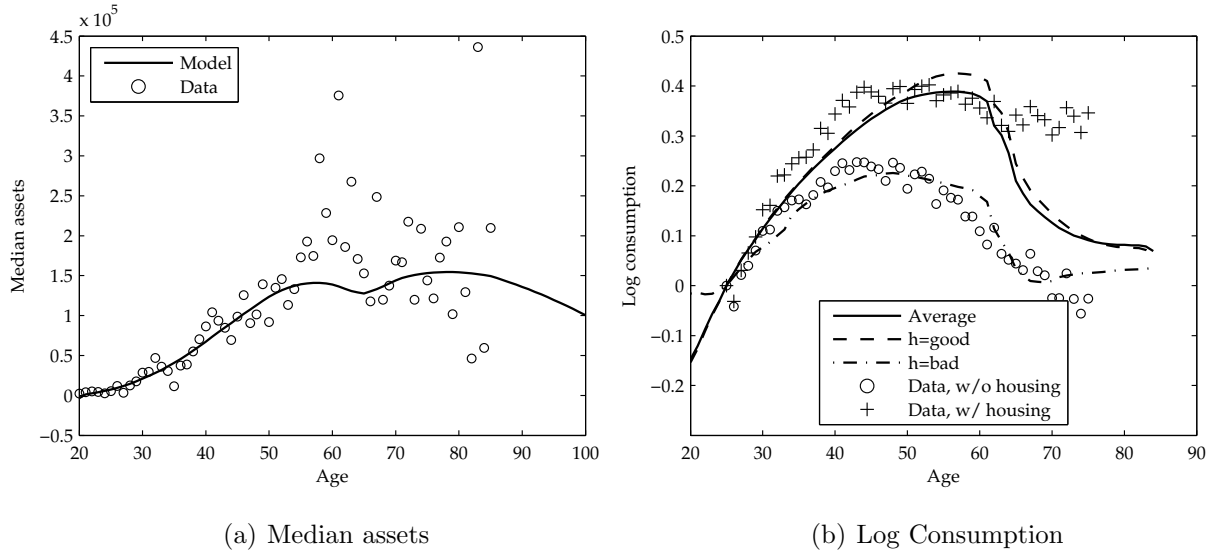 x 10⁵
4.5
4
3.5
3
2.5
2
1.5
1
0.5
0
−0.5
20 30 40 50 60 70 80 90 100
Age
Median assets
Model
Data
(a) Median assets
0.5
0.4
0.3
0.2
0.1
0
−0.1
−0.2
20 30 40 50 60 70 80 90
Age
Log consumption
Average
h=good
h=bad
Data, w/o housing
Data, w/ housing
(b) Log Consumption